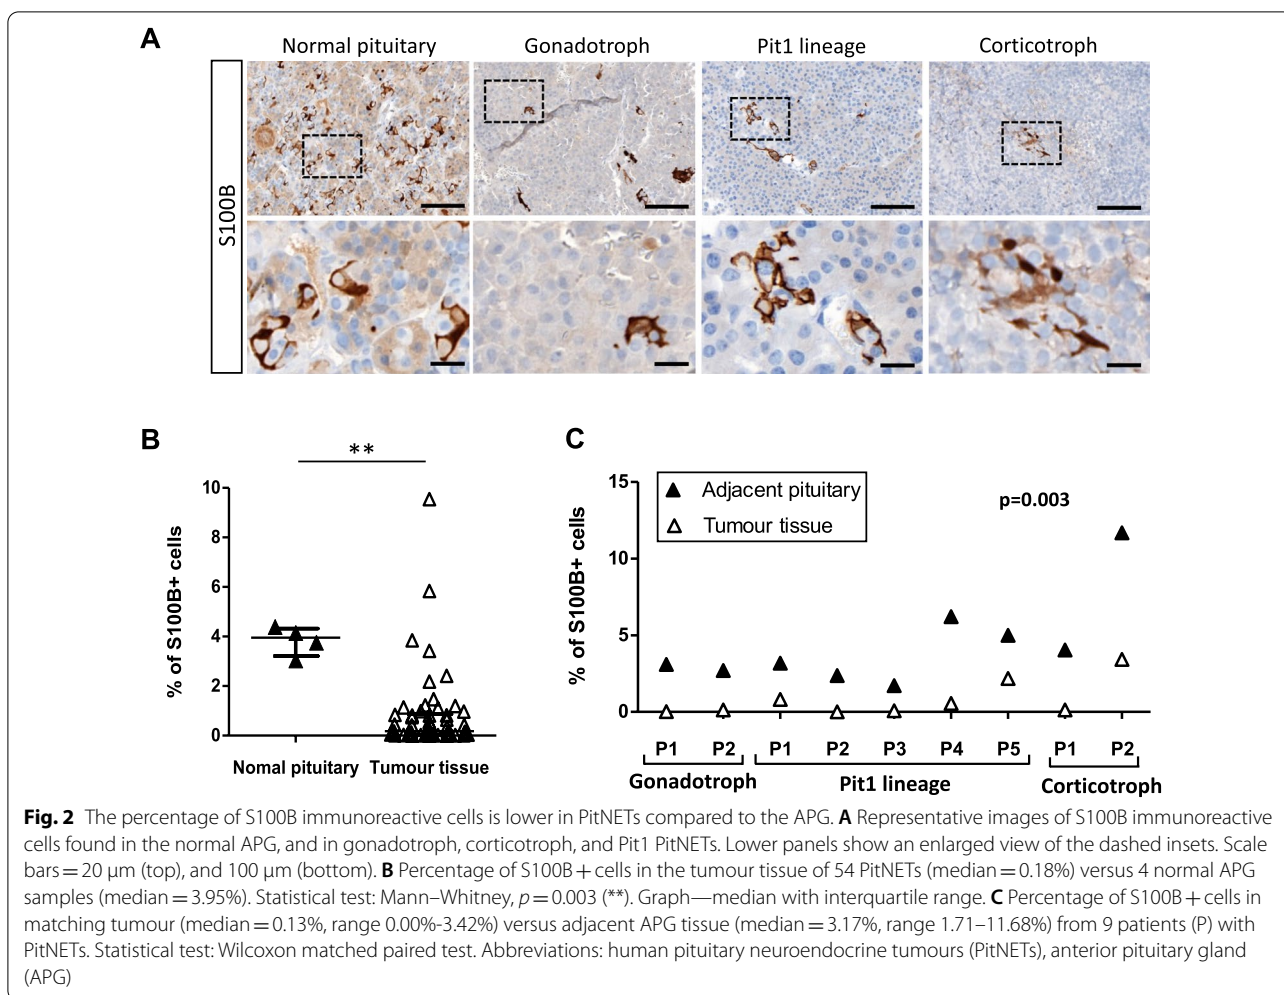 A
Normal pituitary
Gonadotroph
Pit1 lineage
Corticotroph
S100B
B
**
10
8
6
4
2
0
% of S100B+ cells
Nomal pituitary
Tumour tissue
C
15
10
5
0
% of S100B+ cells
Adjacent pituitary
Tumour tissue
p=0.003
P1 P2 P1 P2 P3 P4 P5 P1 P2
Gonadotroph
Pit1 lineage
Corticotroph
Fig. 2 The percentage of S100B immunoreactive cells is lower in PitNETs compared to the APG. A Representative images of S100B immunoreactive
cells found in the normal APG, and in gonadotroph, corticotroph, and Pit1 PitNETs. Lower panels show an enlarged view of the dashed insets. Scale
bars = 20 μm (top), and 100 μm (bottom). B Percentage of S100B + cells in the tumour tissue of 54 PitNETs (median = 0.18%) versus 4 normal APG
samples (median = 3.95%). Statistical test: Mann–Whitney, p = 0.003 (**). Graph—median with interquartile range. C Percentage of S100B + cells in
matching tumour (median = 0.13%, range 0.00%-3.42%) versus adjacent APG tissue (median = 3.17%, range 1.71–11.68%) from 9 patients (P) with
PitNETs. Statistical test: Wilcoxon matched paired test. Abbreviations: human pituitary neuroendocrine tumours (PitNETs), anterior pituitary gland
(APG)